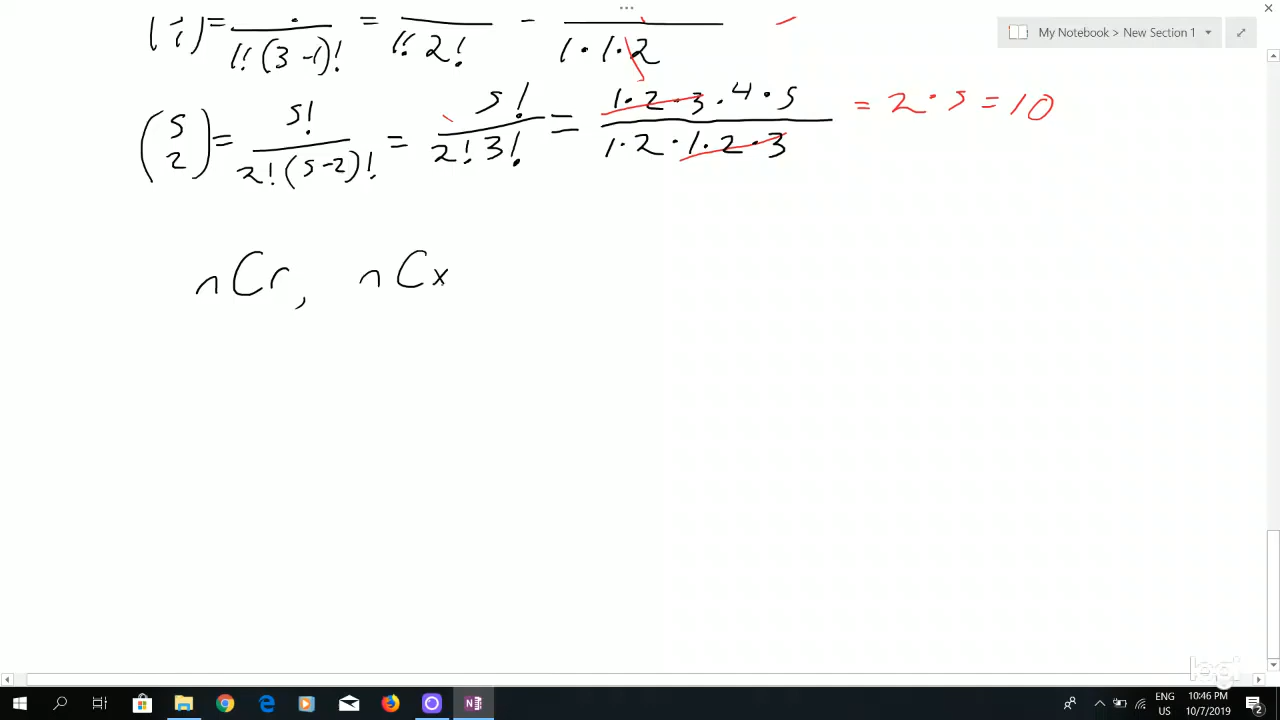 My Notebook > New Section 1
1!·(3-1)! = 1!·2! - 1·1·2
(5 2) = 5!/2!(5-2)! = 5!/2!3! = 1·2·3·4·5/1·2·1·2·3 = 2·5 = 10
nCr, nCx
ENG 10:46 PM
US 10/7/2019
2